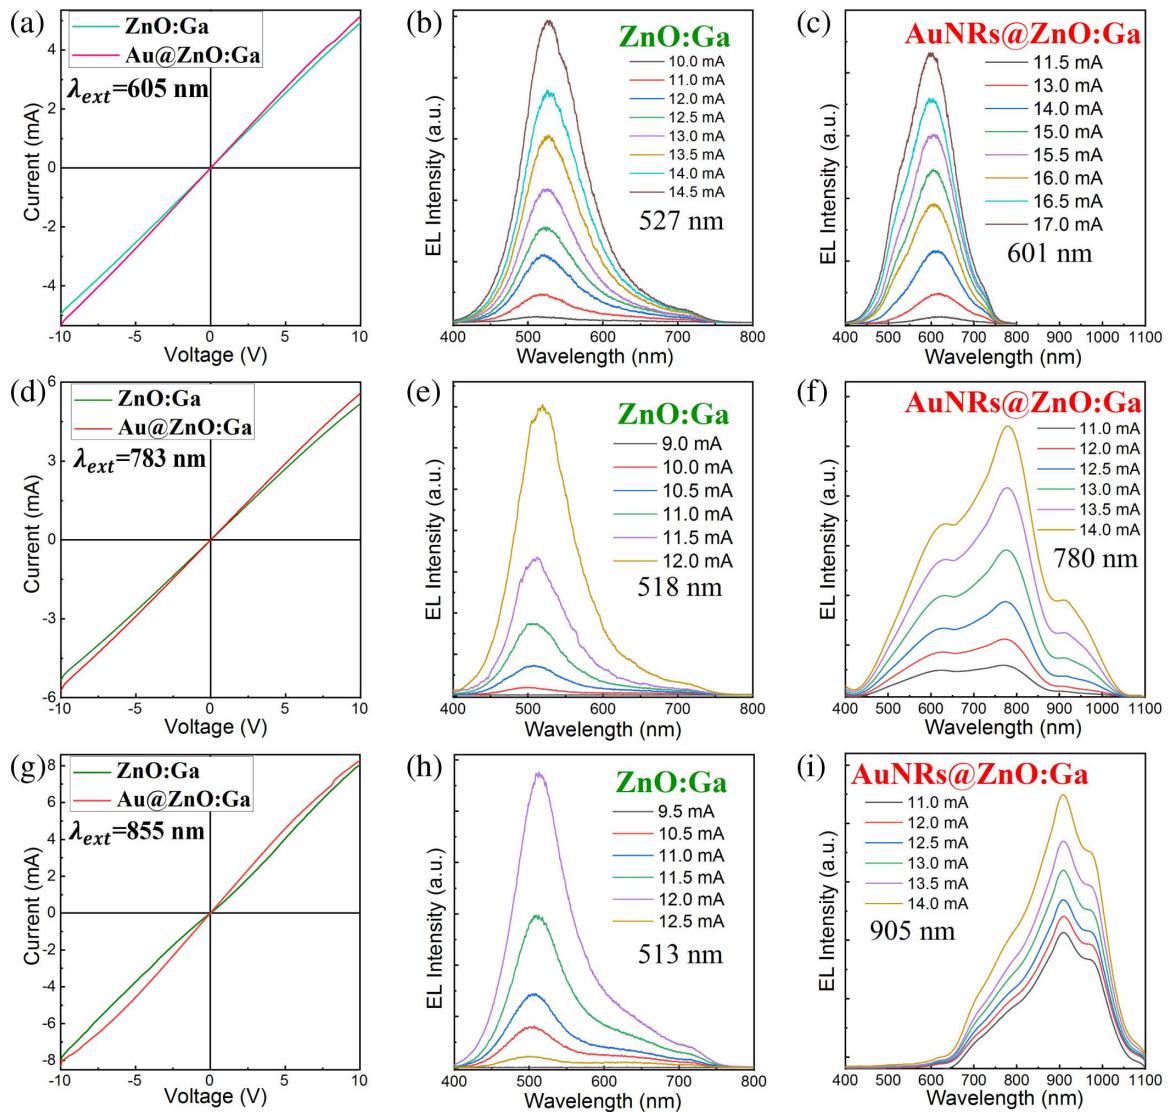 (a)
ZnO:Ga
Au@ZnO:Ga
λext=605 nm
4
2
0
-2
-4
Current (mA)
-10
-5
0
5
10
Voltage (V)
(b)
ZnO:Ga
10.0 mA
11.0 mA
12.0 mA
12.5 mA
13.0 mA
13.5 mA
14.0 mA
14.5 mA
527 nm
EL Intensity (a.u.)
400 500 600 700 800
Wavelength (nm)
(c)
AuNRs@ZnO:Ga
11.5 mA
13.0 mA
14.0 mA
15.0 mA
15.5 mA
16.0 mA
16.5 mA
17.0 mA
601 nm
EL Intensity (a.u.)
400 500 600 700 800 900 1000 1100
Wavelength (nm)
(d)
ZnO:Ga
Au@ZnO:Ga
λext=783 nm
6
3
0
-3
-6
Current (mA)
-10
-5
0
5
10
Voltage (V)
(e)
ZnO:Ga
9.0 mA
10.0 mA
10.5 mA
11.0 mA
11.5 mA
12.0 mA
518 nm
EL Intensity (a.u.)
400 500 600 700 800
Wavelength (nm)
(f)
AuNRs@ZnO:Ga
11.0 mA
12.0 mA
12.5 mA
13.0 mA
13.5 mA
14.0 mA
780 nm
EL Intensity (a.u.)
400 500 600 700 800 900 1000 1100
Wavelength (nm)
(g)
ZnO:Ga
Au@ZnO:Ga
λext=855 nm
8
6
4
2
0
-2
-4
-6
-8
Current (mA)
-10
-5
0
5
10
Voltage (V)
(h)
ZnO:Ga
9.5 mA
10.5 mA
11.0 mA
11.5 mA
12.0 mA
12.5 mA
513 nm
EL Intensity (a.u.)
400 500 600 700 800
Wavelength (nm)
(i)
AuNRs@ZnO:Ga
11.0 mA
12.0 mA
12.5 mA
13.0 mA
13.5 mA
14.0 mA
905 nm
EL Intensity (a.u.)
400 500 600 700 800 900 1000 1100
Wavelength (nm)